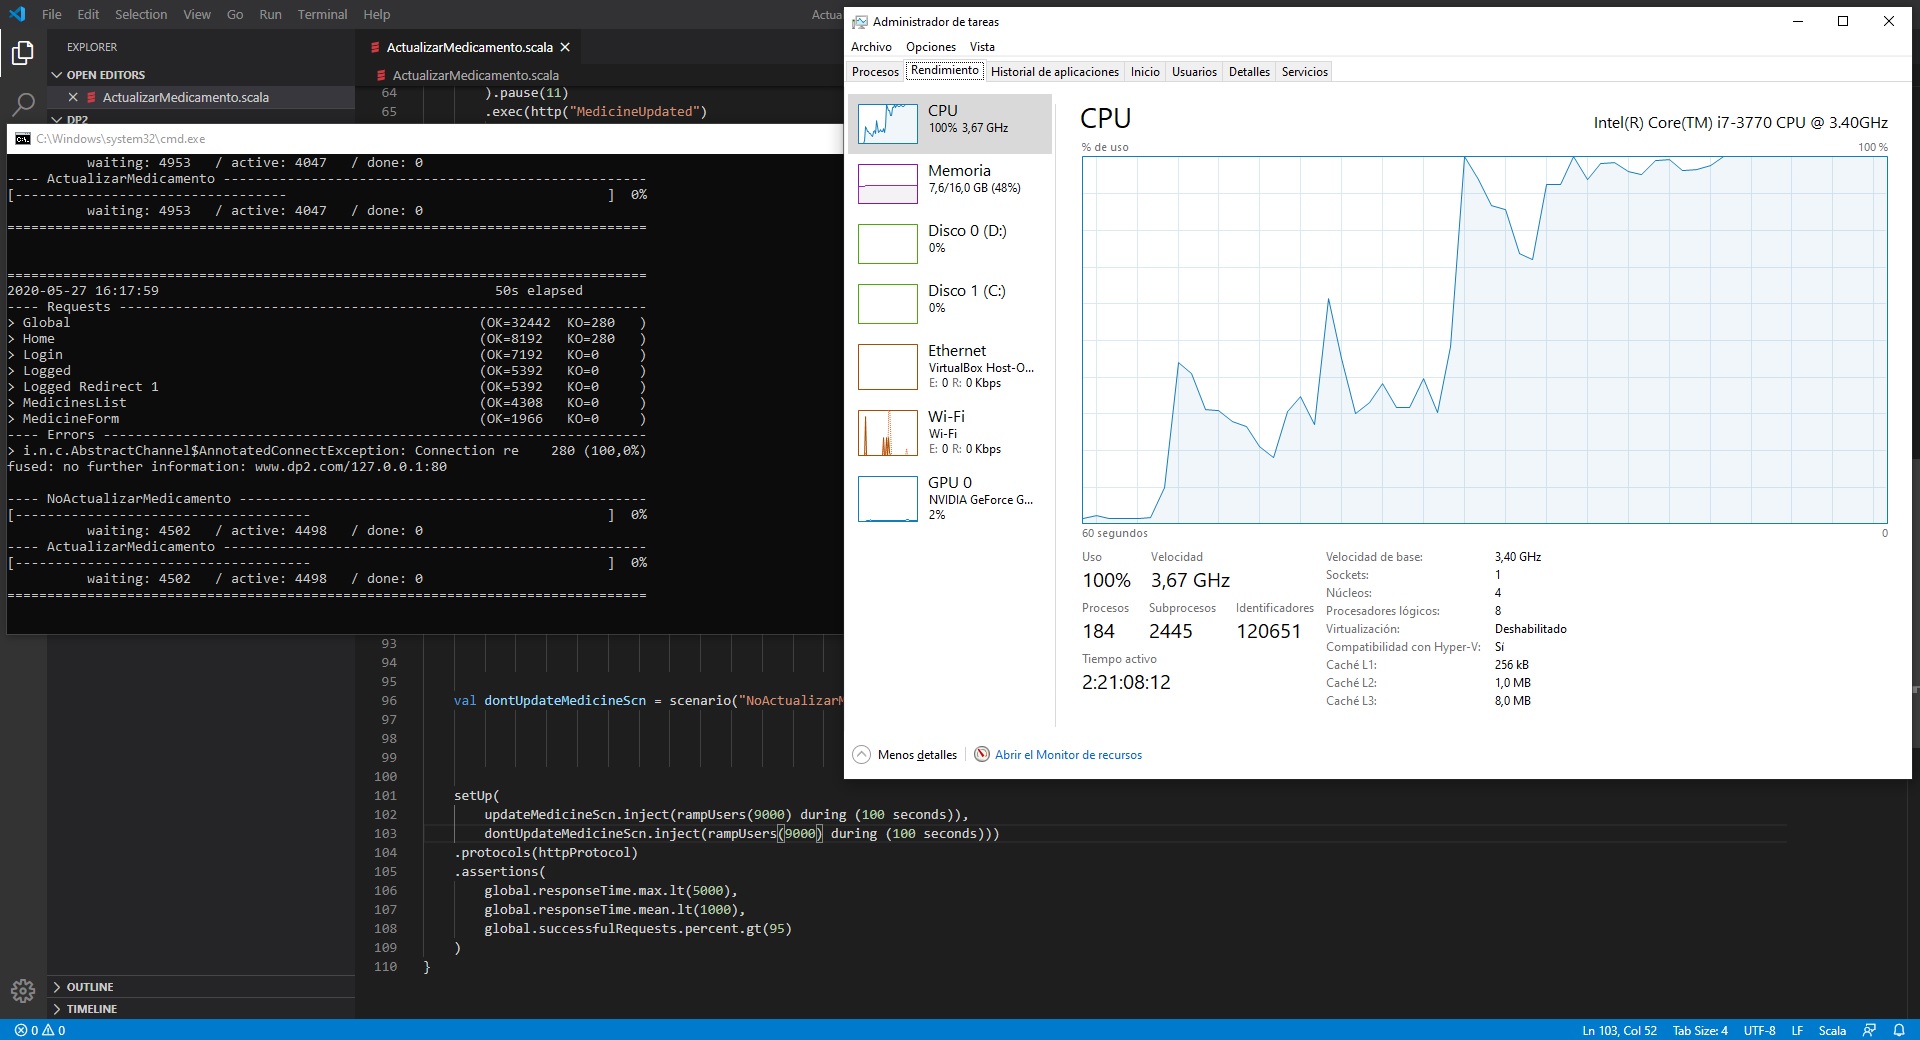 File Edit Selection View Go Run Terminal Help
Actua
EXPLORER
OPEN EDITORS
ActualizarMedicamento.scala
DP2
OUTLINE
TIMELINE
ActualizarMedicamento.scala
ActualizarMedicamento.scala
64 ).pause(11)
65 .exec(http("MedicineUpdated")
C:\Windows\system32\cmd.exe
waiting: 4953 / active: 4047 / done: 0
---- ActualizarMedicamento -----------------------------------------------------
[---------------------------------- ] 0%
waiting: 4953 / active: 4047 / done: 0
================================================================================
================================================================================
2020-05-27 16:17:59 50s elapsed
---- Requests ------------------------------------------------------------------
> Global (OK=32442 KO=280 )
> Home (OK=8192 KO=280 )
> Login (OK=7192 KO=0 )
> Logged (OK=5392 KO=0 )
> Logged Redirect 1 (OK=5392 KO=0 )
> MedicinesList (OK=4308 KO=0 )
> MedicineForm (OK=1966 KO=0 )
---- Errors --------------------------------------------------------------------
> i.n.c.AbstractChannel$AnnotatedConnectException: Connection re 280 (100,0%)
fused: no further information: www.dp2.com/127.0.0.1:80
---- NoActualizarMedicamento ---------------------------------------------------
[------------------------------------- ] 0%
waiting: 4502 / active: 4498 / done: 0
---- ActualizarMedicamento -----------------------------------------------------
[------------------------------------- ] 0%
waiting: 4502 / active: 4498 / done: 0
================================================================================
93
94
95
96 val dontUpdateMedicineScn = scenario("NoActualizarM
97
98
99
100
101 setUp(
102 updateMedicineScn.inject(rampUsers(9000) during (100 seconds)),
103 dontUpdateMedicineScn.inject(rampUsers(9000) during (100 seconds)))
104 .protocols(httpProtocol)
105 .assertions(
106 global.responseTime.max.lt(5000),
107 global.responseTime.mean.lt(1000),
108 global.successfulRequests.percent.gt(95)
109 )
110 }
0 0
Ln 103, Col 52 Tab Size: 4 UTF-8 LF Scala
Administrador de tareas
Archivo Opciones Vista
Procesos Rendimiento Historial de aplicaciones Inicio Usuarios Detalles Servicios
CPU
100% 3,67 GHz
Memoria
7,6/16,0 GB (48%)
Disco 0 (D:)
0%
Disco 1 (C:)
0%
Ethernet
VirtualBox Host-O...
E: 0 R: 0 Kbps
Wi-Fi
Wi-Fi
E: 0 R: 0 Kbps
GPU 0
NVIDIA GeForce G...
2%
CPU
Intel(R) Core(TM) i7-3770 CPU @ 3.40GHz
% de uso 100 %
60 segundos 0
Uso Velocidad
100% 3,67 GHz
Procesos Subprocesos Identificadores
184 2445 120651
Tiempo activo
2:21:08:12
Velocidad de base: 3,40 GHz
Sockets: 1
Núcleos: 4
Procesadores lógicos: 8
Virtualización: Deshabilitado
Compatibilidad con Hyper-V: Sí
Caché L1: 256 kB
Caché L2: 1,0 MB
Caché L3: 8,0 MB
Menos detalles Abrir el Monitor de recursos